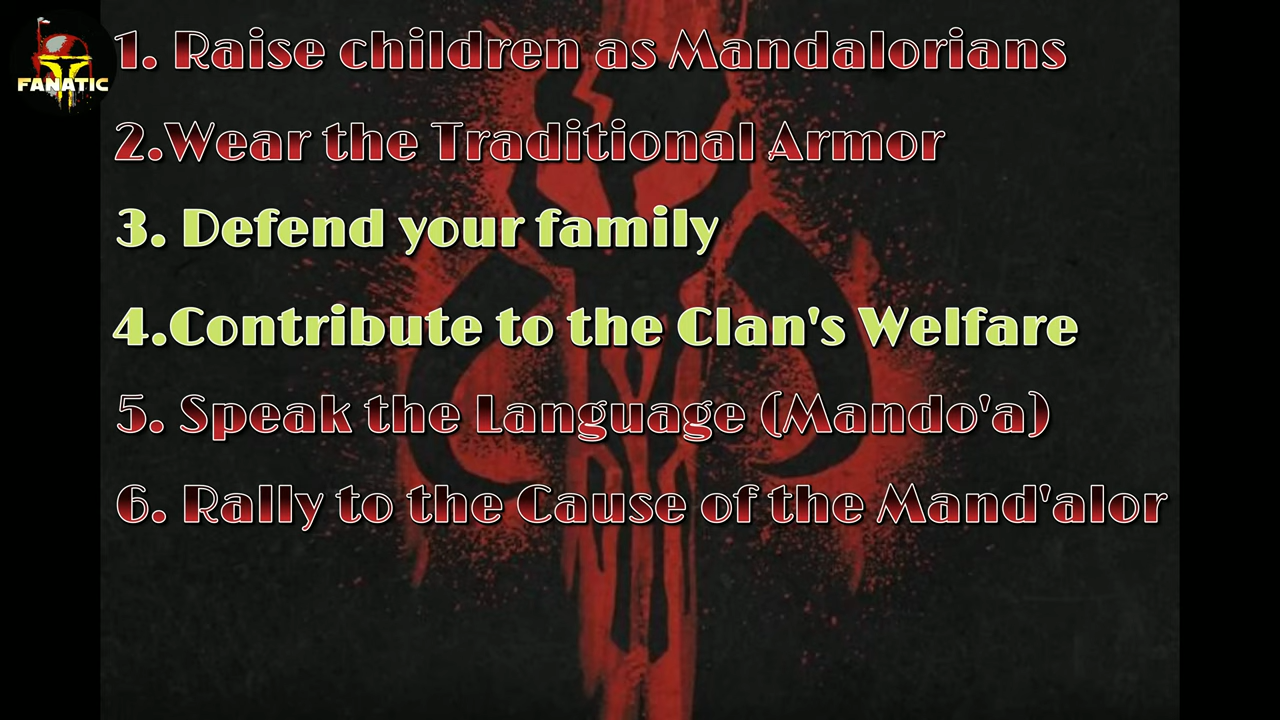 FANATIC
1. Raise children as Mandalorians
2.Wear the Traditional Armor
3. Defend your family
4.Contribute to the Clan's Welfare
5. Speak the Language (Mando'a)
6. Rally to the Cause of the Mand'alor